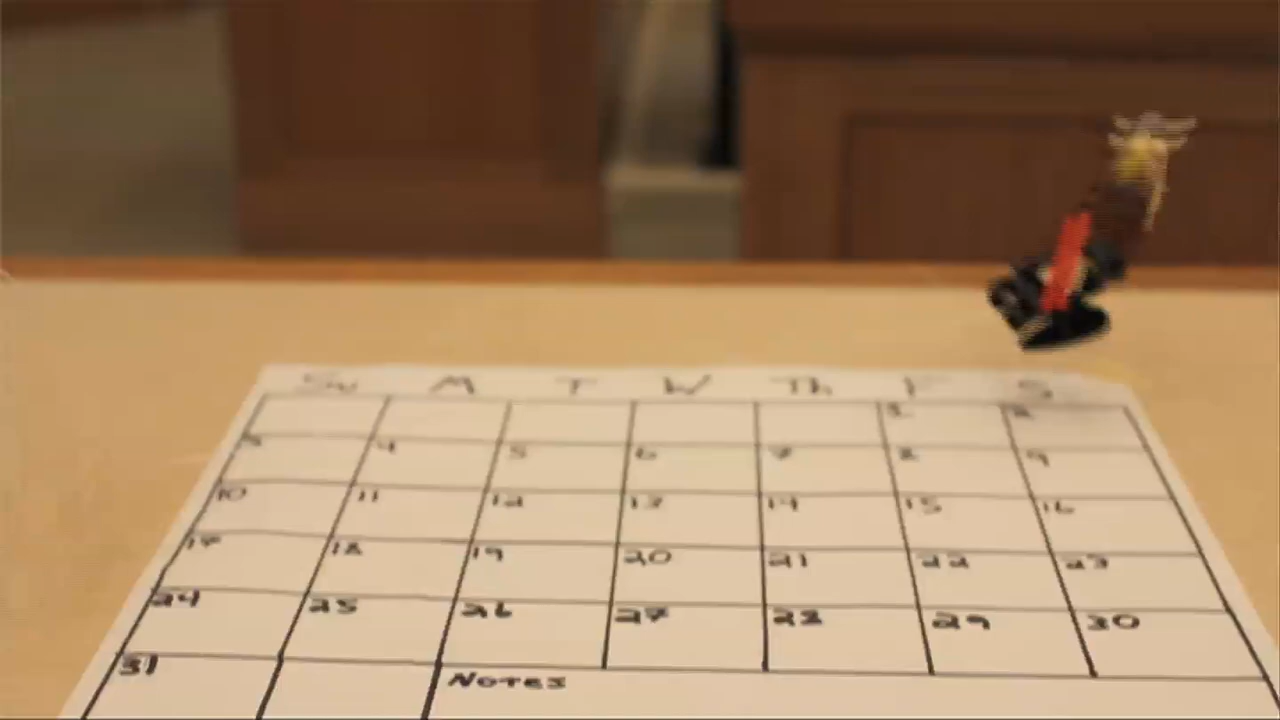 Su M T W Th F S
1 2
3 4 5 6 7 8 9
10 11 12 13 14 15 16
17 18 19 20 21 22 23
24 25 26 27 28 29 30
31 Notes